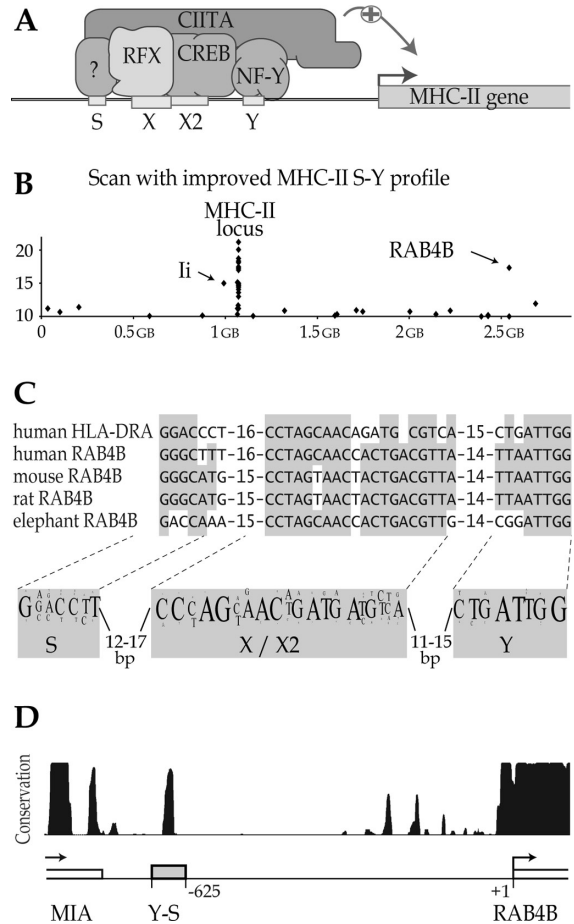 A
CIITA
?
RFX
CREB
NF-Y
S
X
X2
Y
MHC-II gene
B
Scan with improved MHC-II S-Y profile
MHC-II
locus
Ii
RAB4B
20
15
10
0
0.5GB
1GB
1.5GB
2GB
2.5GB
C
human HLA-DRA GGACCCT-16-CCTAGCAACAGATG CGTCA-15-CTGATTGG
human RAB4B GGGCTTT-16-CCTAGCAACCACTGACGTTA-14-TTAATTGG
mouse RAB4B GGGCATG-15-CCTAGTAACTACTGACGTTA-14-TTAATTGG
rat RAB4B GGGCATG-15-CCTAGTAACTACTGACGTTA-14-TTAATTGG
elephant RAB4B GACCAAA-15-CCTAGCAACCACTGACGTTG-14-CGGATTGG
S
12-17
bp
X / X2
11-15
bp
CTGATTGG
Y
D
Conservation
-625
+1
MIA
Y-S
RAB4B